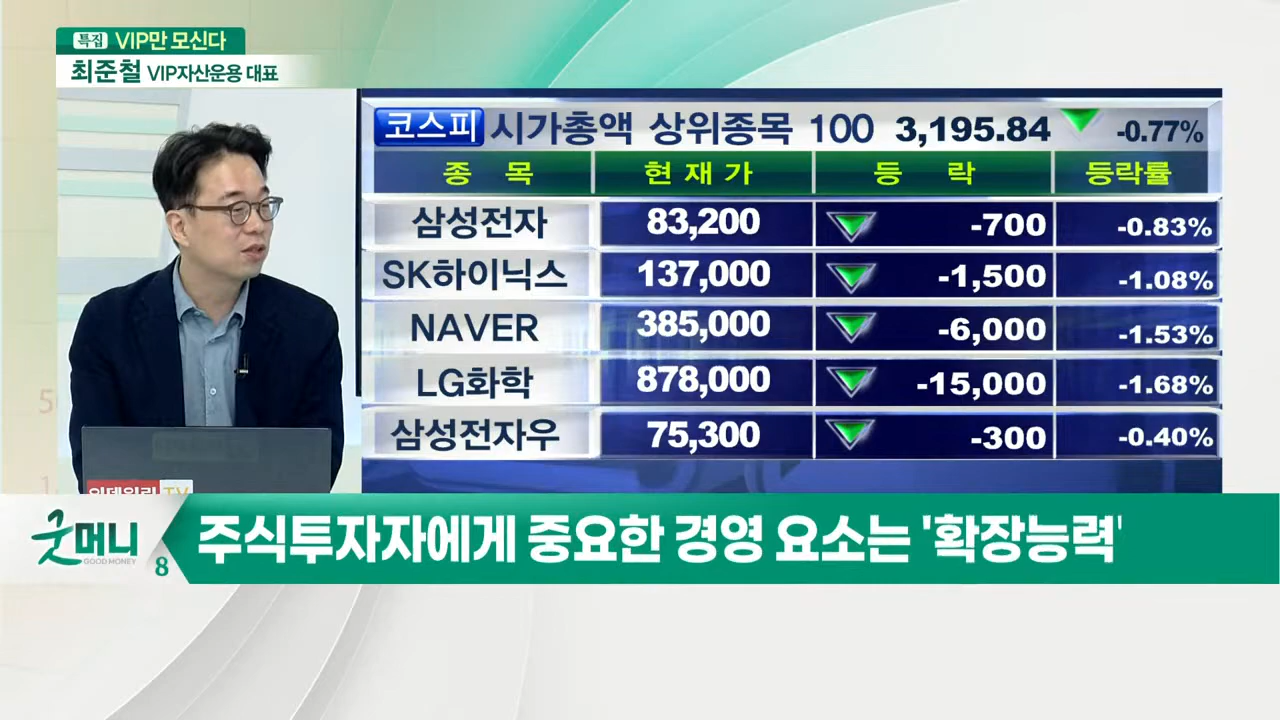 특집 VIP만 모신다
최준철 VIP자산운용 대표
코스피 시가총액 상위종목 100 3,195.84 -0.77%
종 목 현 재 가 등 락 등락률
삼성전자 83,200 -700 -0.83%
SK하이닉스 137,000 -1,500 -1.08%
NAVER 385,000 -6,000 -1.53%
LG화학 878,000 -15,000 -1.68%
삼성전자우 75,300 -300 -0.40%
이데일리 TV
굿머니
GOOD MONEY
8
주식투자자에게 중요한 경영 요소는 '확장능력'